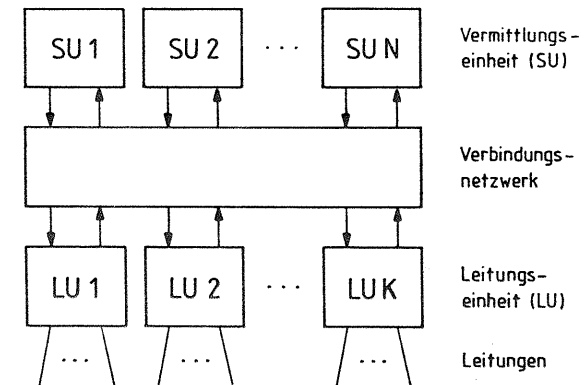 SU 1 SU 2 ... SU N
Vermittlungs-
einheit (SU)
Verbindungs-
netzwerk
LU 1 LU 2 ... LU K
Leitungs-
einheit (LU)
... ... ...
Leitungen